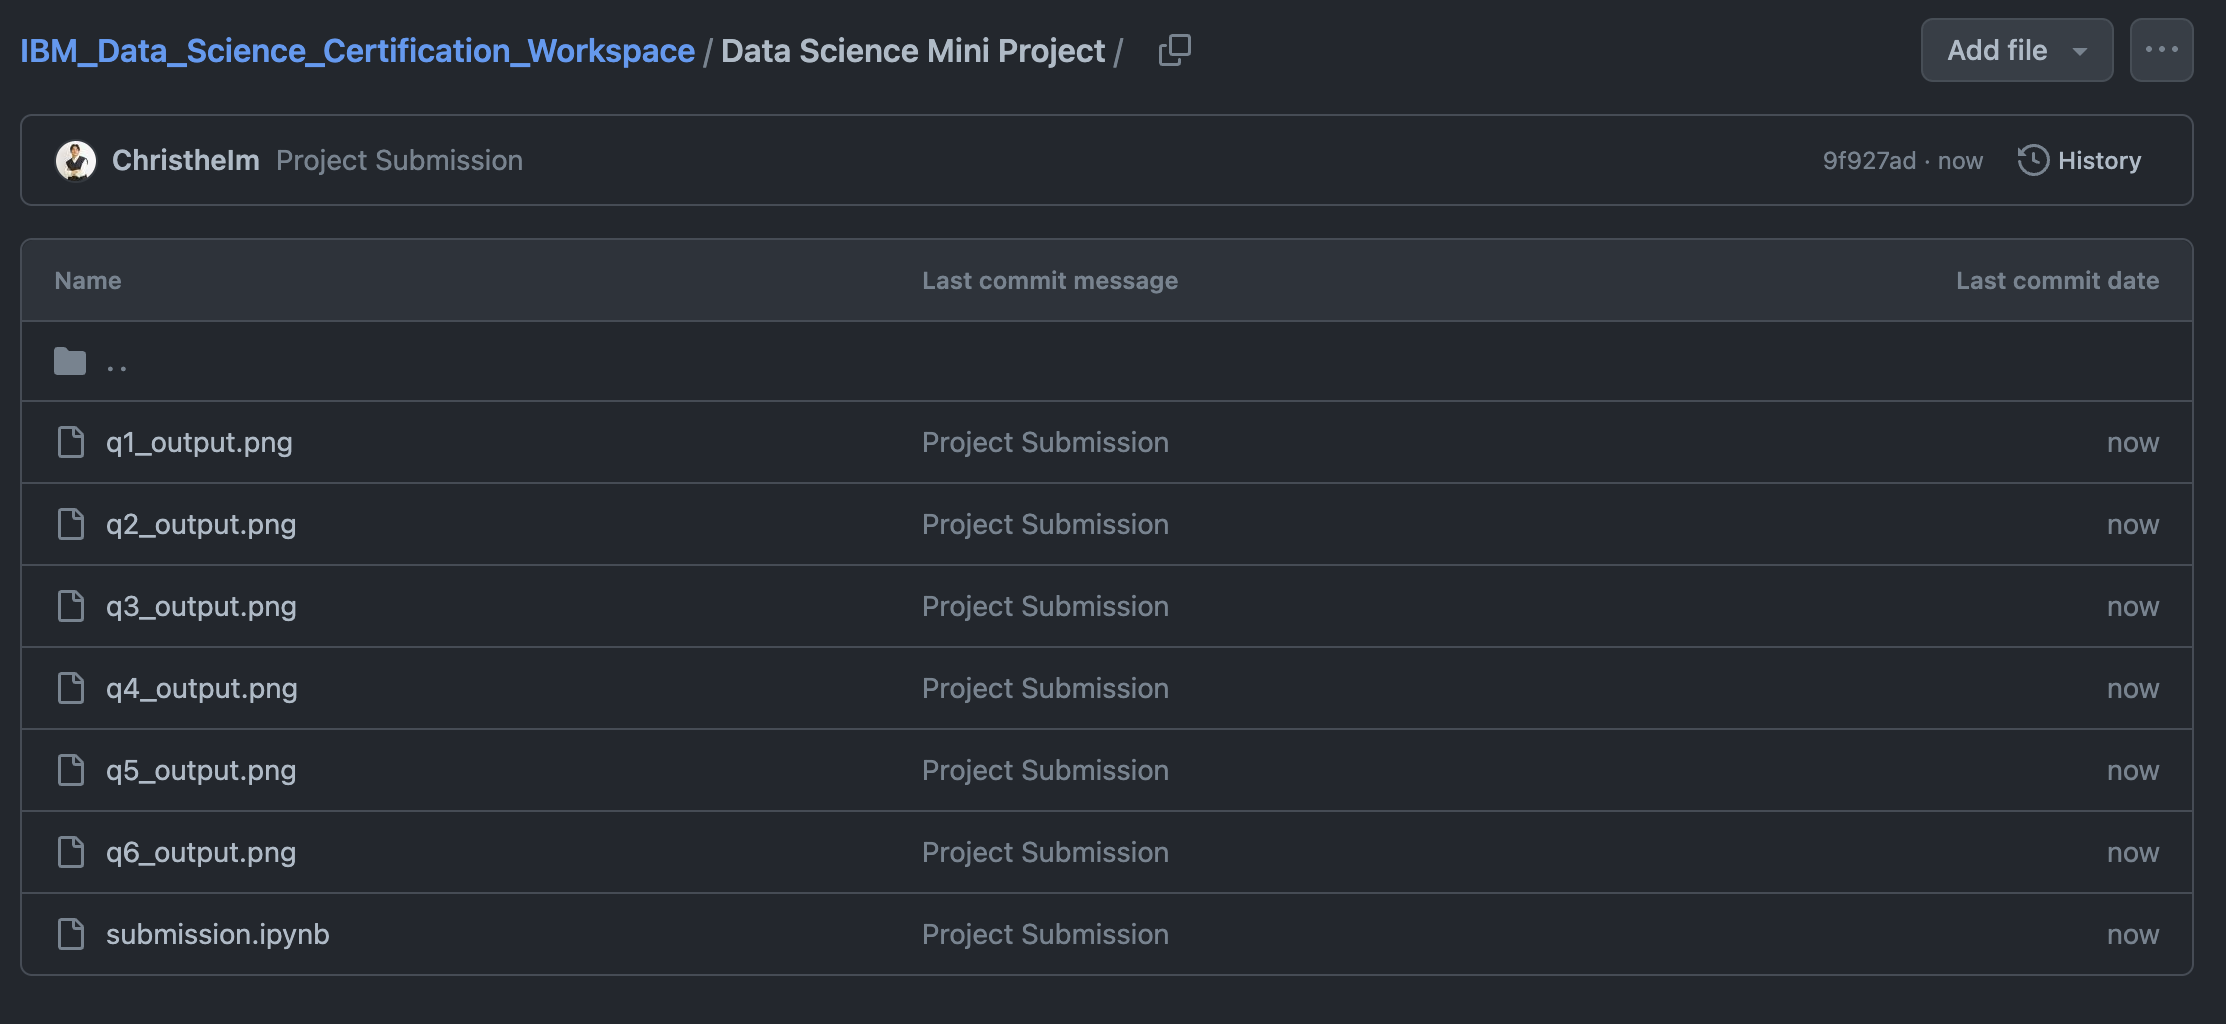 IBM_Data_Science_Certification_Workspace / Data Science Mini Project /
Add file
Christhelm Project Submission
9f927ad · now
History
Name Last commit message Last commit date
..
q1_output.png Project Submission now
q2_output.png Project Submission now
q3_output.png Project Submission now
q4_output.png Project Submission now
q5_output.png Project Submission now
q6_output.png Project Submission now
submission.ipynb Project Submission now